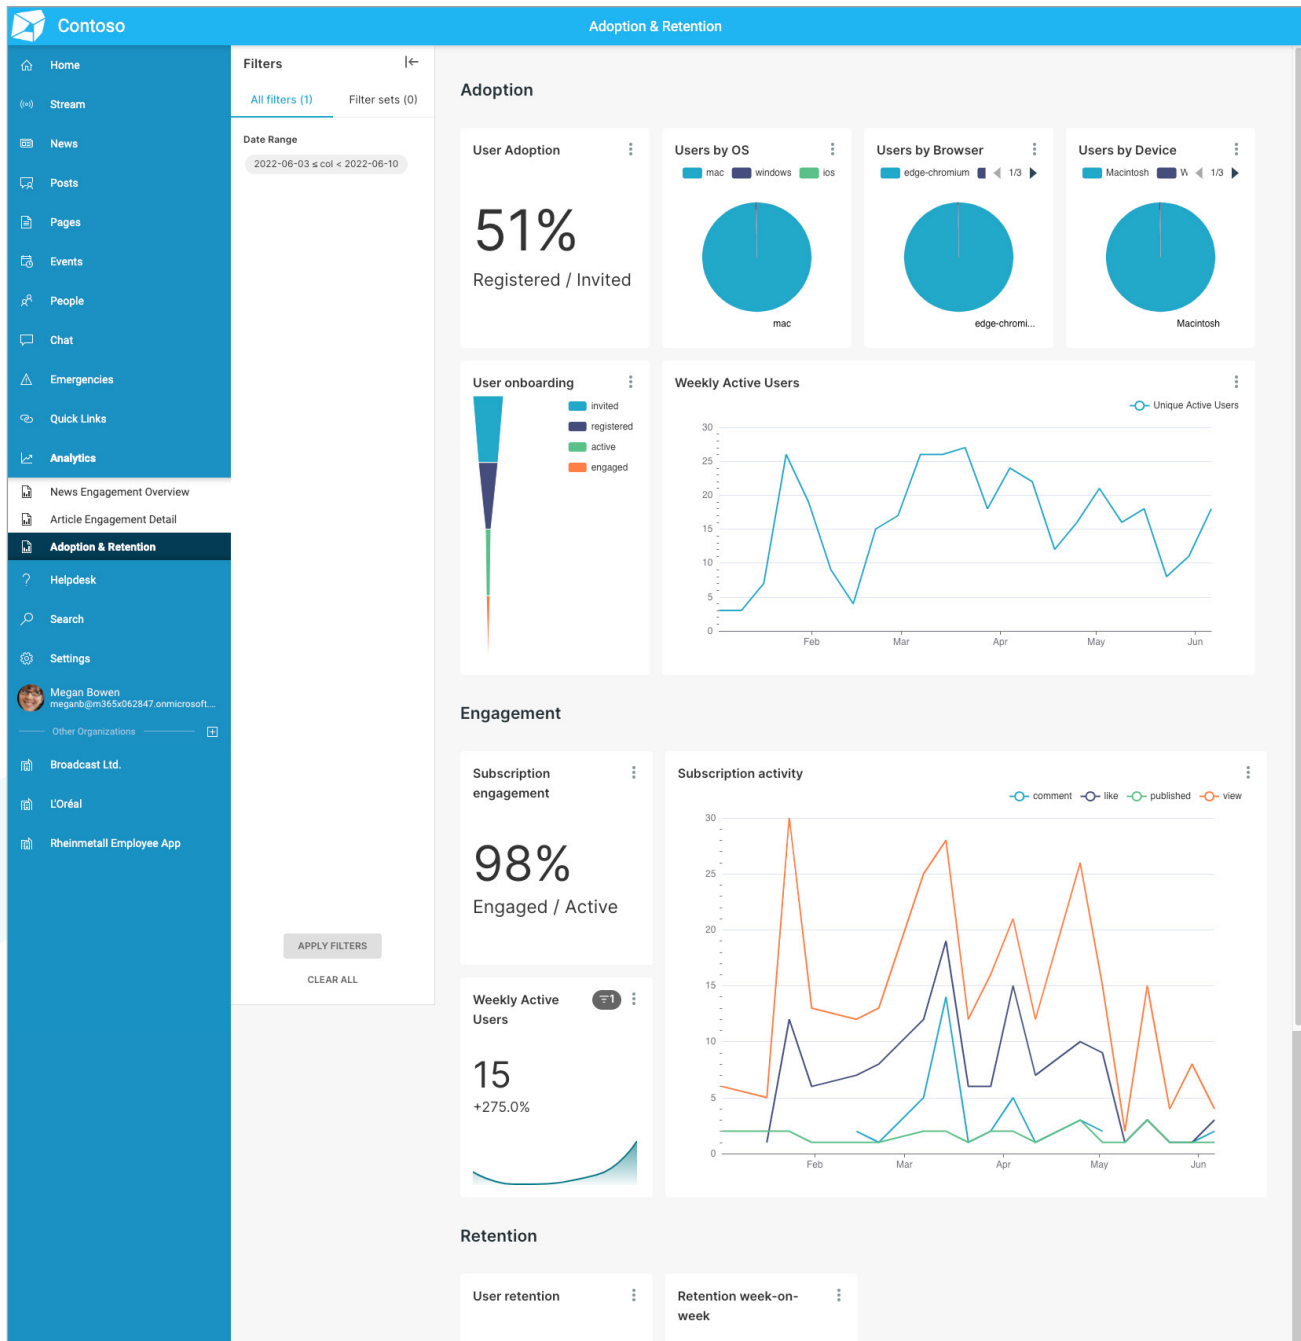 Contoso
Adoption & Retention
Home
Stream
News
Posts
Pages
Events
People
Chat
Emergencies
Quick Links
Analytics
News Engagement Overview
Article Engagement Detail
Adoption & Retention
Helpdesk
Search
Settings
Megan Bowen
meganb@m365x062847.onmicrosoft...
Other Organizations
Broadcast Ltd.
L'Oréal
Rheinmetall Employee App
Filters
All filters (1) Filter sets (0)
Date Range
2022-06-03 ≤ col < 2022-06-10
APPLY FILTERS
CLEAR ALL
Adoption
User Adoption
51%
Registered / Invited
Users by OS
mac windows ios
mac
Users by Browser
edge-chromium 1/3
edge-chromi...
Users by Device
Macintosh W 1/3
Macintosh
User onboarding
invited
registered
active
engaged
Weekly Active Users
Unique Active Users
30
25
20
15
10
5
0
Feb Mar Apr May Jun
Engagement
Subscription
engagement
98%
Engaged / Active
Weekly Active
Users
1
15
+275.0%
Subscription activity
comment like published view
30
25
20
15
10
5
0
Feb Mar Apr May Jun
Retention
User retention
Retention week-on-
week